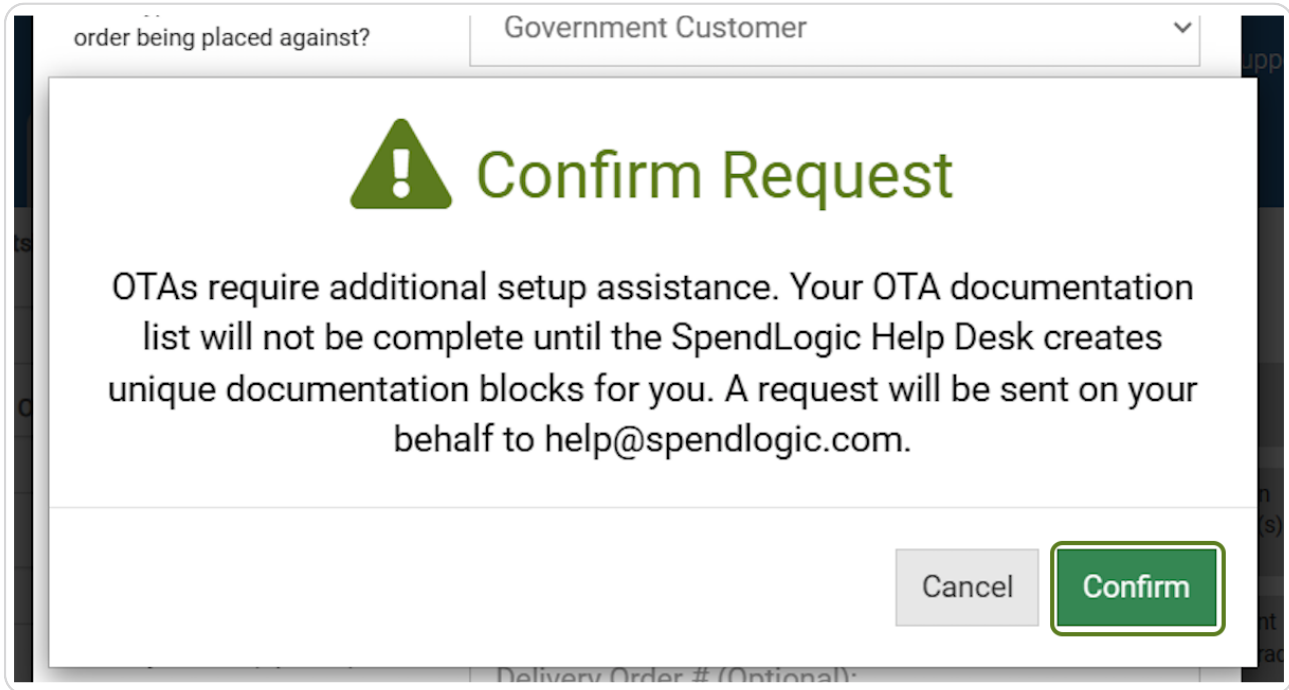 order being placed against?
Government Customer
Confirm Request
OTAs require additional setup assistance. Your OTA documentation
list will not be complete until the SpendLogic Help Desk creates
unique documentation blocks for you. A request will be sent on your
behalf to help@spendlogic.com.
Cancel
Confirm
Delivery Order # (Optional):